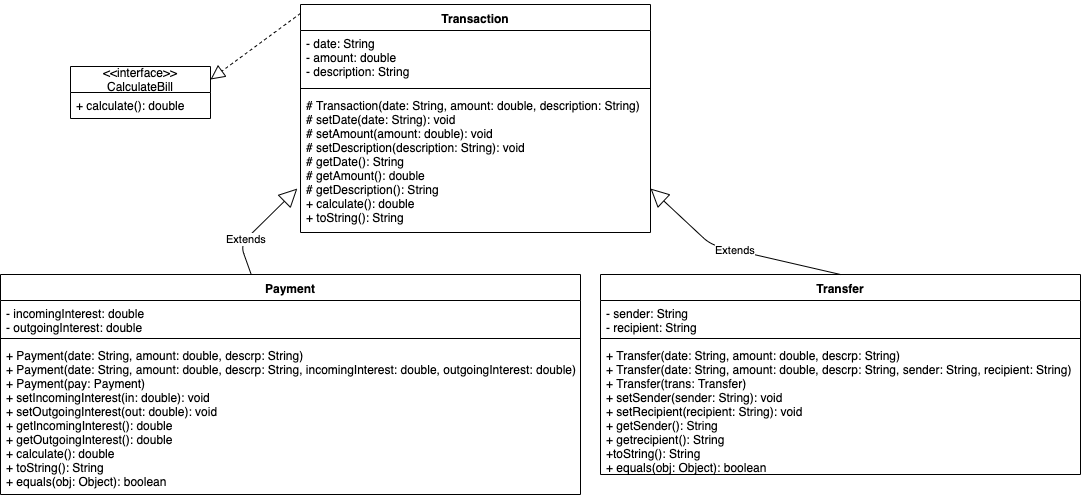 Transaction
- date: String
- amount: double
- description: String
# Transaction(date: String, amount: double, description: String)
# setDate(date: String): void
# setAmount(amount: double): void
# setDescription(description: String): void
# getDate(): String
# getAmount(): double
# getDescription(): String
+ calculate(): double
+ toString(): String
<<interface>>
CalculateBill
+ calculate(): double
Extends
Extends
Payment
- incomingInterest: double
- outgoingInterest: double
+ Payment(date: String, amount: double, descrp: String)
+ Payment(date: String, amount: double, descrp: String, incomingInterest: double, outgoingInterest: double)
+ Payment(pay: Payment)
+ setIncomingInterest(in: double): void
+ setOutgoingInterest(out: double): void
+ getIncomingInterest(): double
+ getOutgoingInterest(): double
+ calculate(): double
+ toString(): String
+ equals(obj: Object): boolean
Transfer
- sender: String
- recipient: String
+ Transfer(date: String, amount: double, descrp: String)
+ Transfer(date: String, amount: double, descrp: String, sender: String, recipient: String)
+ Transfer(trans: Transfer)
+ setSender(sender: String): void
+ setRecipient(recipient: String): void
+ getSender(): String
+ getrecipient(): String
+toString(): String
+ equals(obj: Object): boolean